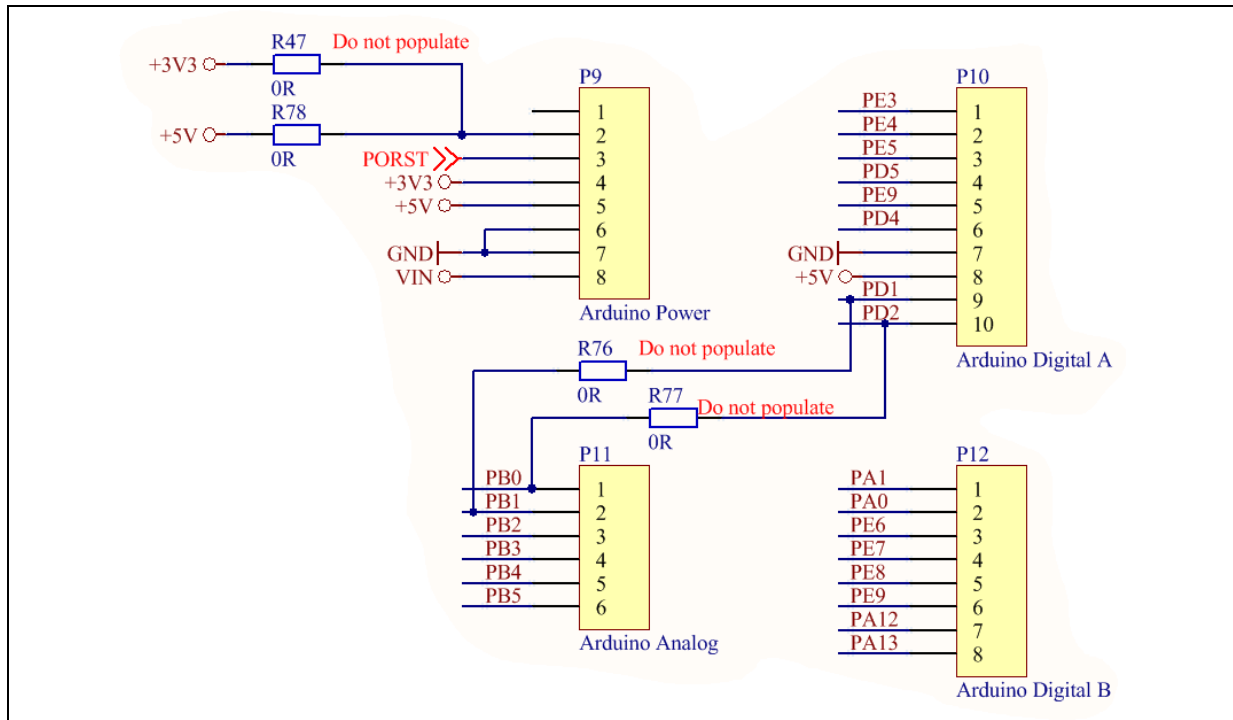 R47 Do not populate
+3V3
0R
R78
+5V
0R
P9
1
2
PORST 3
+3V3 4
+5V 5
6
GND 7
VIN 8
Arduino Power
P10
PE3 1
PE4 2
PE5 3
PD5 4
PE9 5
PD4 6
GND 7
+5V 8
PD1 9
PD2 10
Arduino Digital A
R76 Do not populate
0R
R77 Do not populate
0R
P11
PB0 1
PB1 2
PB2 3
PB3 4
PB4 5
PB5 6
Arduino Analog
P12
PA1 1
PA0 2
PE6 3
PE7 4
PE8 5
PE9 6
PA12 7
PA13 8
Arduino Digital B